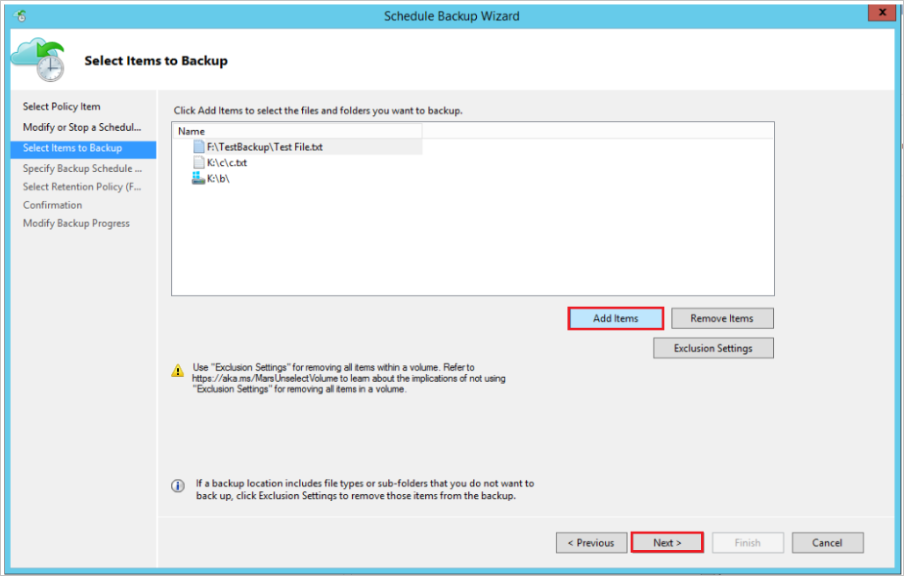 Schedule Backup Wizard
x
Select Items to Backup
Select Policy Item
Modify or Stop a Schedul...
Select Items to Backup
Specify Backup Schedule ...
Select Retention Policy (F...
Confirmation
Modify Backup Progress
Click Add Items to select the files and folders you want to backup.
Name
F:\TestBackup\Test File.txt
K:\c\c.txt
K:\b\
Add Items
Remove Items
Exclusion Settings
Use "Exclusion Settings" for removing all items within a volume. Refer to
https://aka.ms/MarsUnselectVolume to learn about the implications of not using
"Exclusion Settings" for removing all items in a volume.
If a backup location includes file types or sub-folders that you do not want to
back up, click Exclusion Settings to remove those items from the backup.
< Previous
Next >
Finish
Cancel